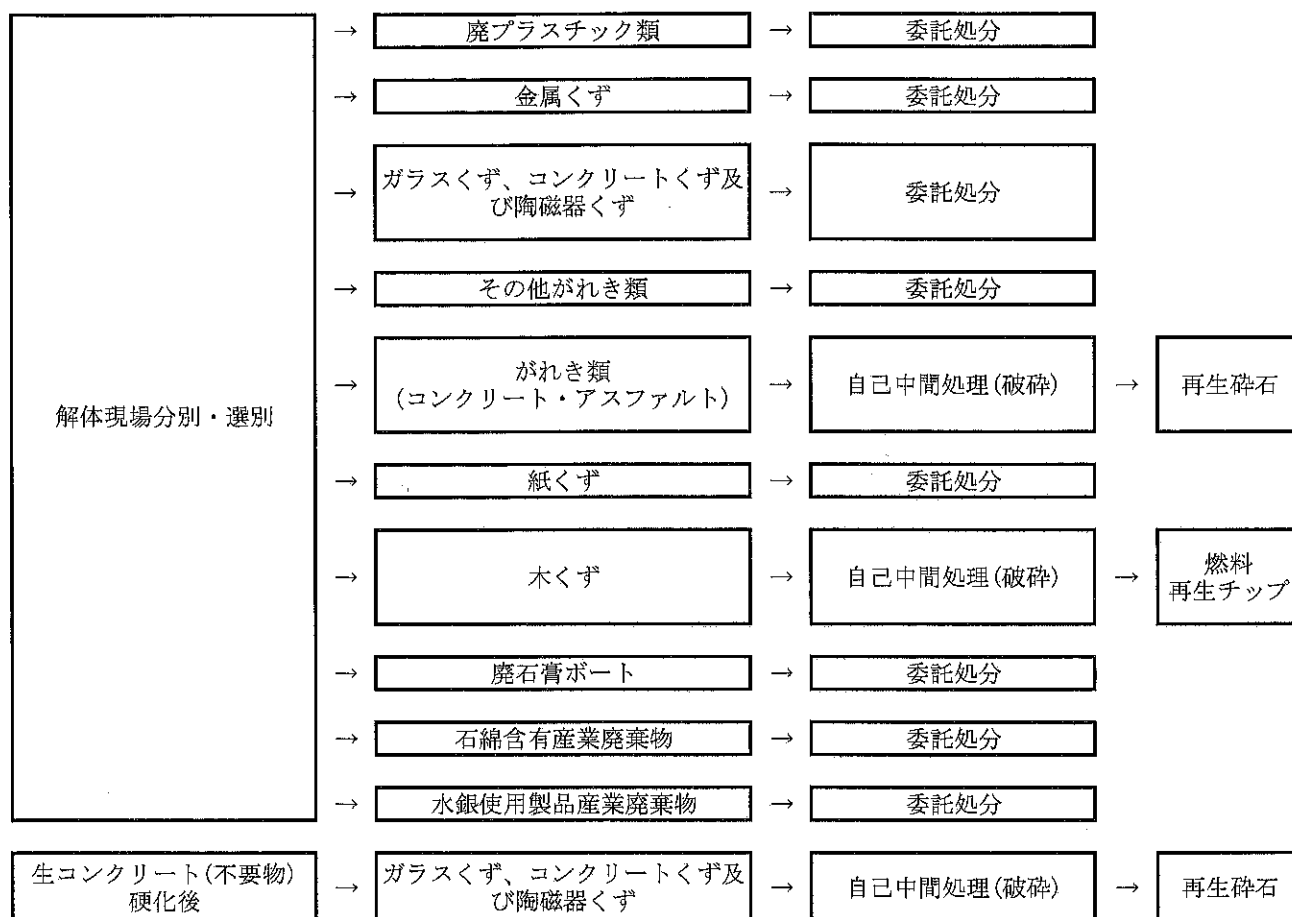 → 廃プラスチック類 → 委託処分
→ 金属くず → 委託処分
→ ガラスくず、コンクリートくず及
び陶磁器くず → 委託処分
→ その他がれき類 → 委託処分
解体現場分別・選別 → がれき類
(コンクリート・アスファルト) → 自己中間処理(破砕) → 再生砕石
→ 紙くず → 委託処分
→ 木くず → 自己中間処理(破砕) → 燃料
再生チップ
→ 廃石膏ボート → 委託処分
→ 石綿含有産業廃棄物 → 委託処分
→ 水銀使用製品産業廃棄物 → 委託処分
生コンクリート(不要物)
硬化後 → ガラスくず、コンクリートくず及
び陶磁器くず → 自己中間処理(破砕) → 再生砕石